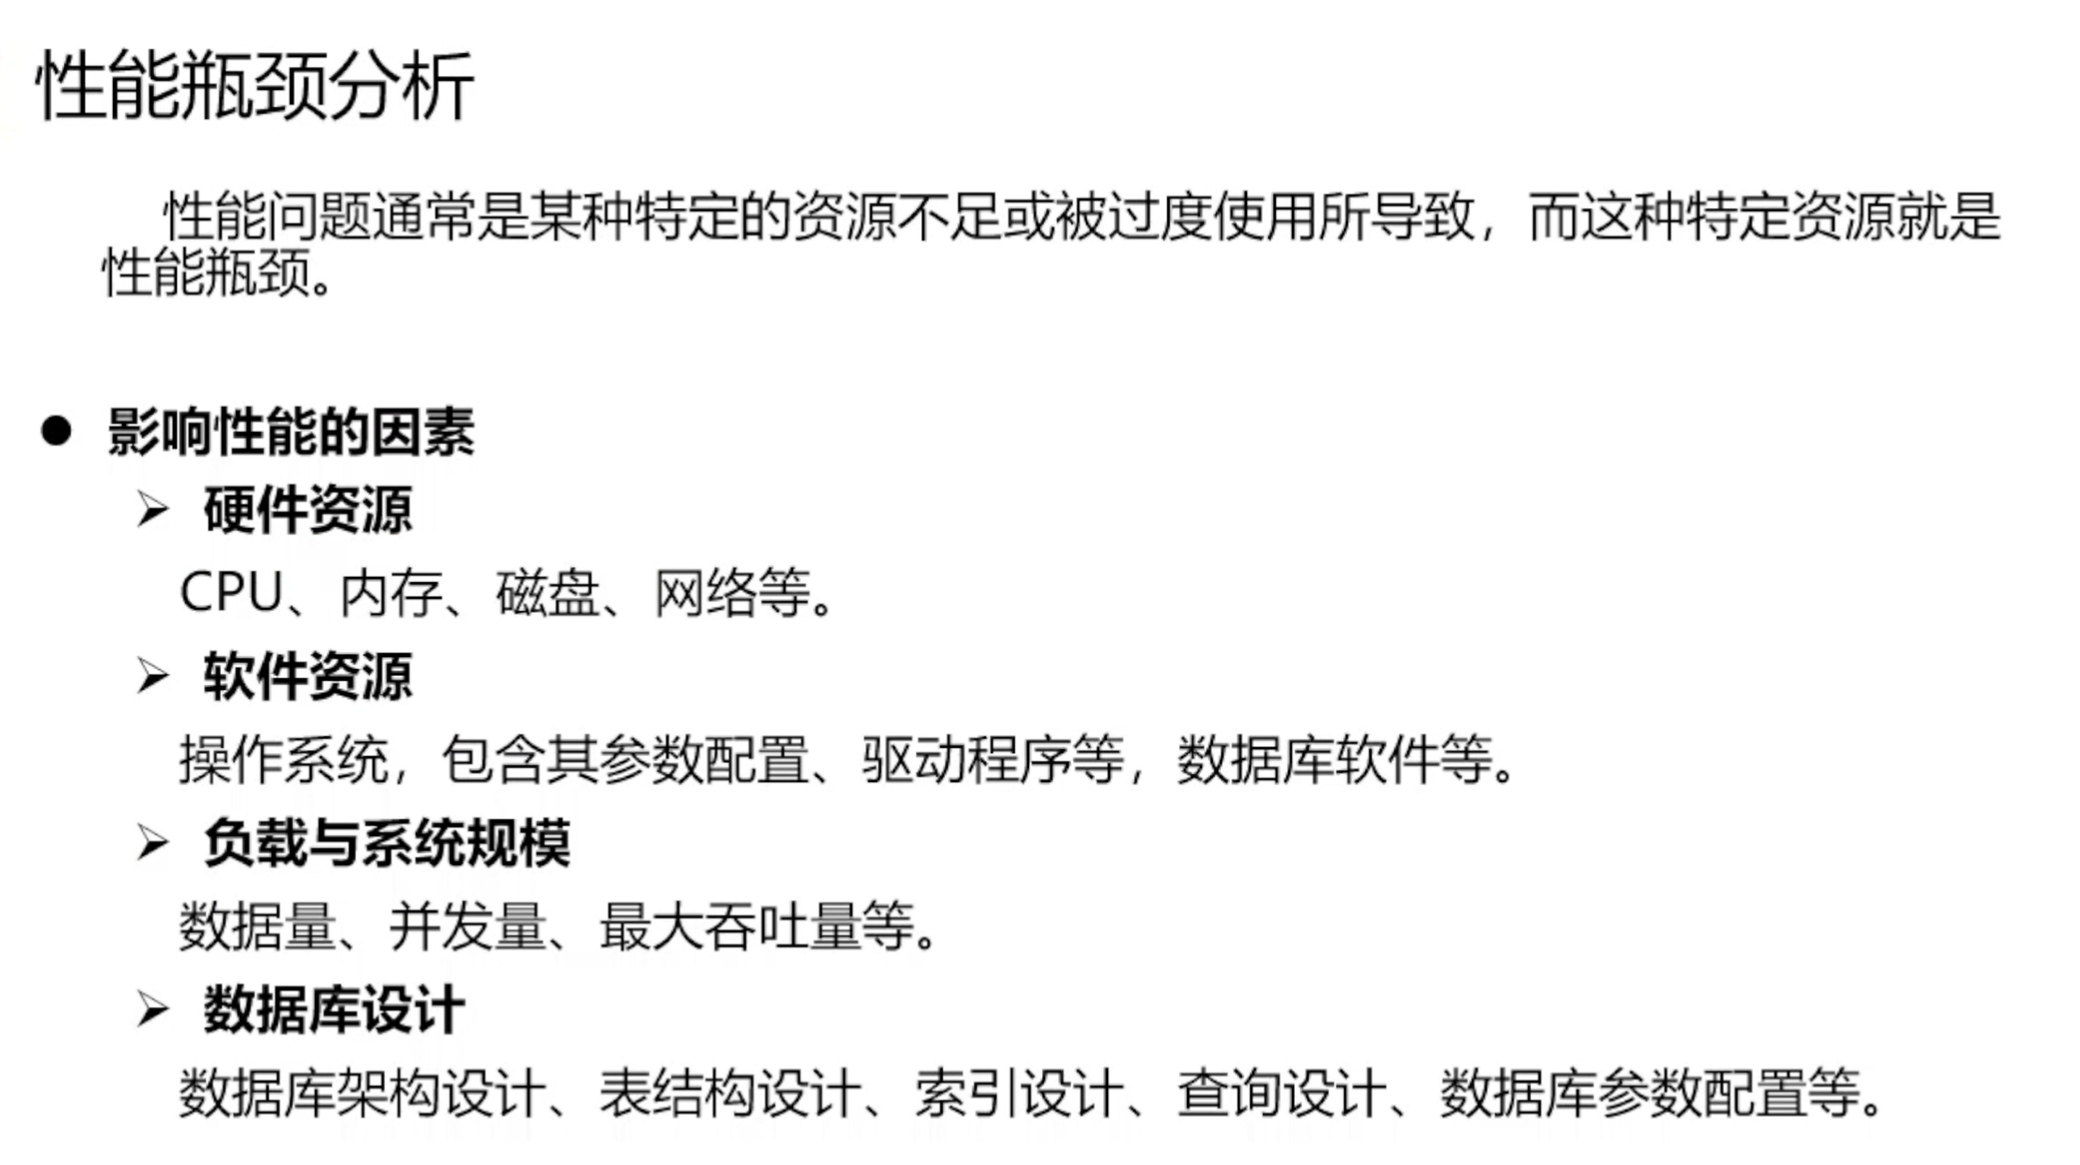 性能瓶颈分析
性能问题通常是某种特定的资源不足或被过度使用所导致，而这种特定资源就是
性能瓶颈。
● 影响性能的因素
➢ 硬件资源
CPU、内存、磁盘、网络等。
➢ 软件资源
操作系统，包含其参数配置、驱动程序等，数据库软件等。
➢ 负载与系统规模
数据量、并发量、最大吞吐量等。
➢ 数据库设计
数据库架构设计、表结构设计、索引设计、查询设计、数据库参数配置等。